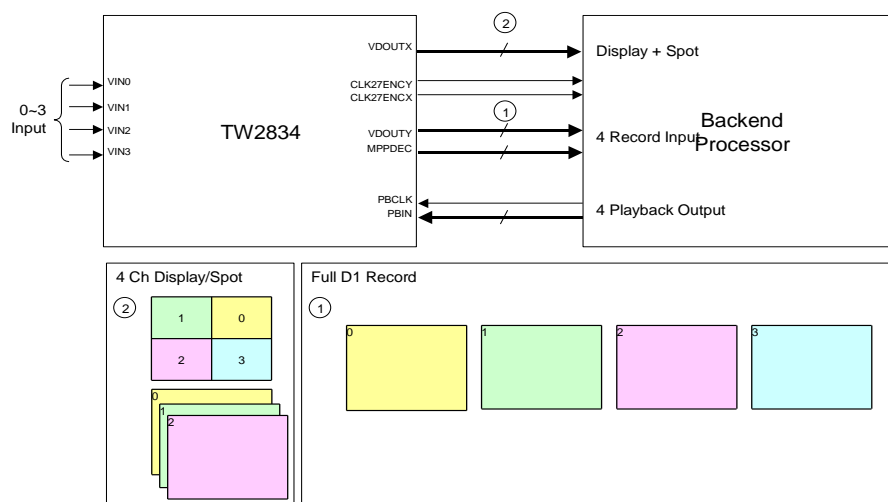 2
VDOUTX
Display + Spot
VIN0
CLK27ENCY
CLK27ENCX
0~3
Input
VIN1
1
VIN2
TW2834
VDOUTY
4 Record Input
Backend
Processor
VIN3
MPPDEC
PBCLK
PBIN
4 Playback Output
4 Ch Display/Spot
2
1
0
2
3
0
1
2
Full D1 Record
1
0
1
2
3